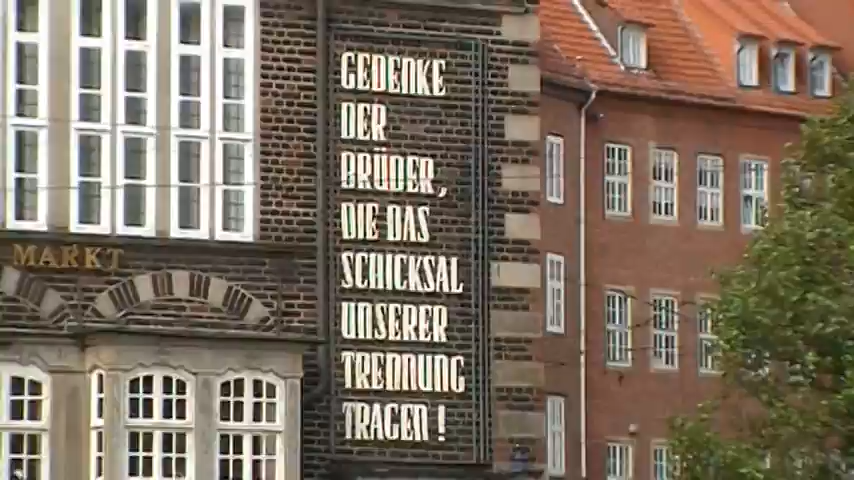 GEDENKE
DER
BRÜDER,
DIE DAS
SCHICKSAL
UNSERER
TRENNUNG
TRAGEN!
MARKT